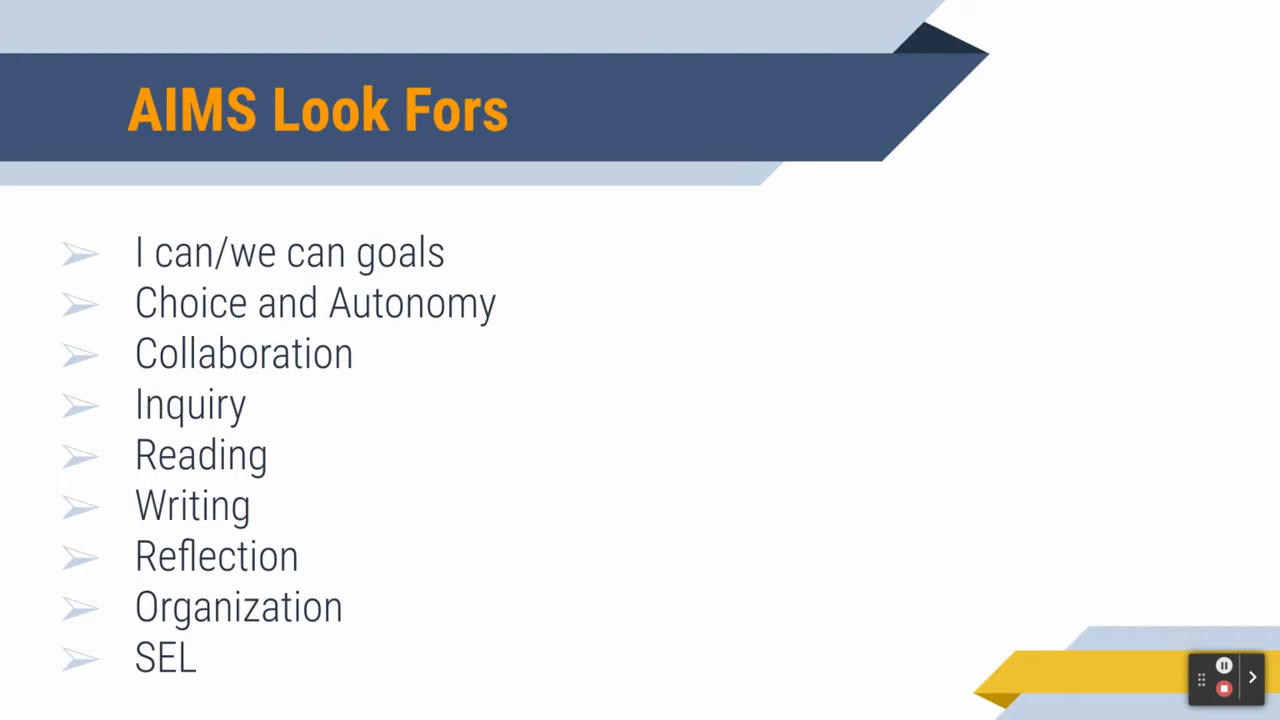 AIMS Look Fors
I can/we can goals
Choice and Autonomy
Collaboration
Inquiry
Reading
Writing
Reflection
Organization
SEL